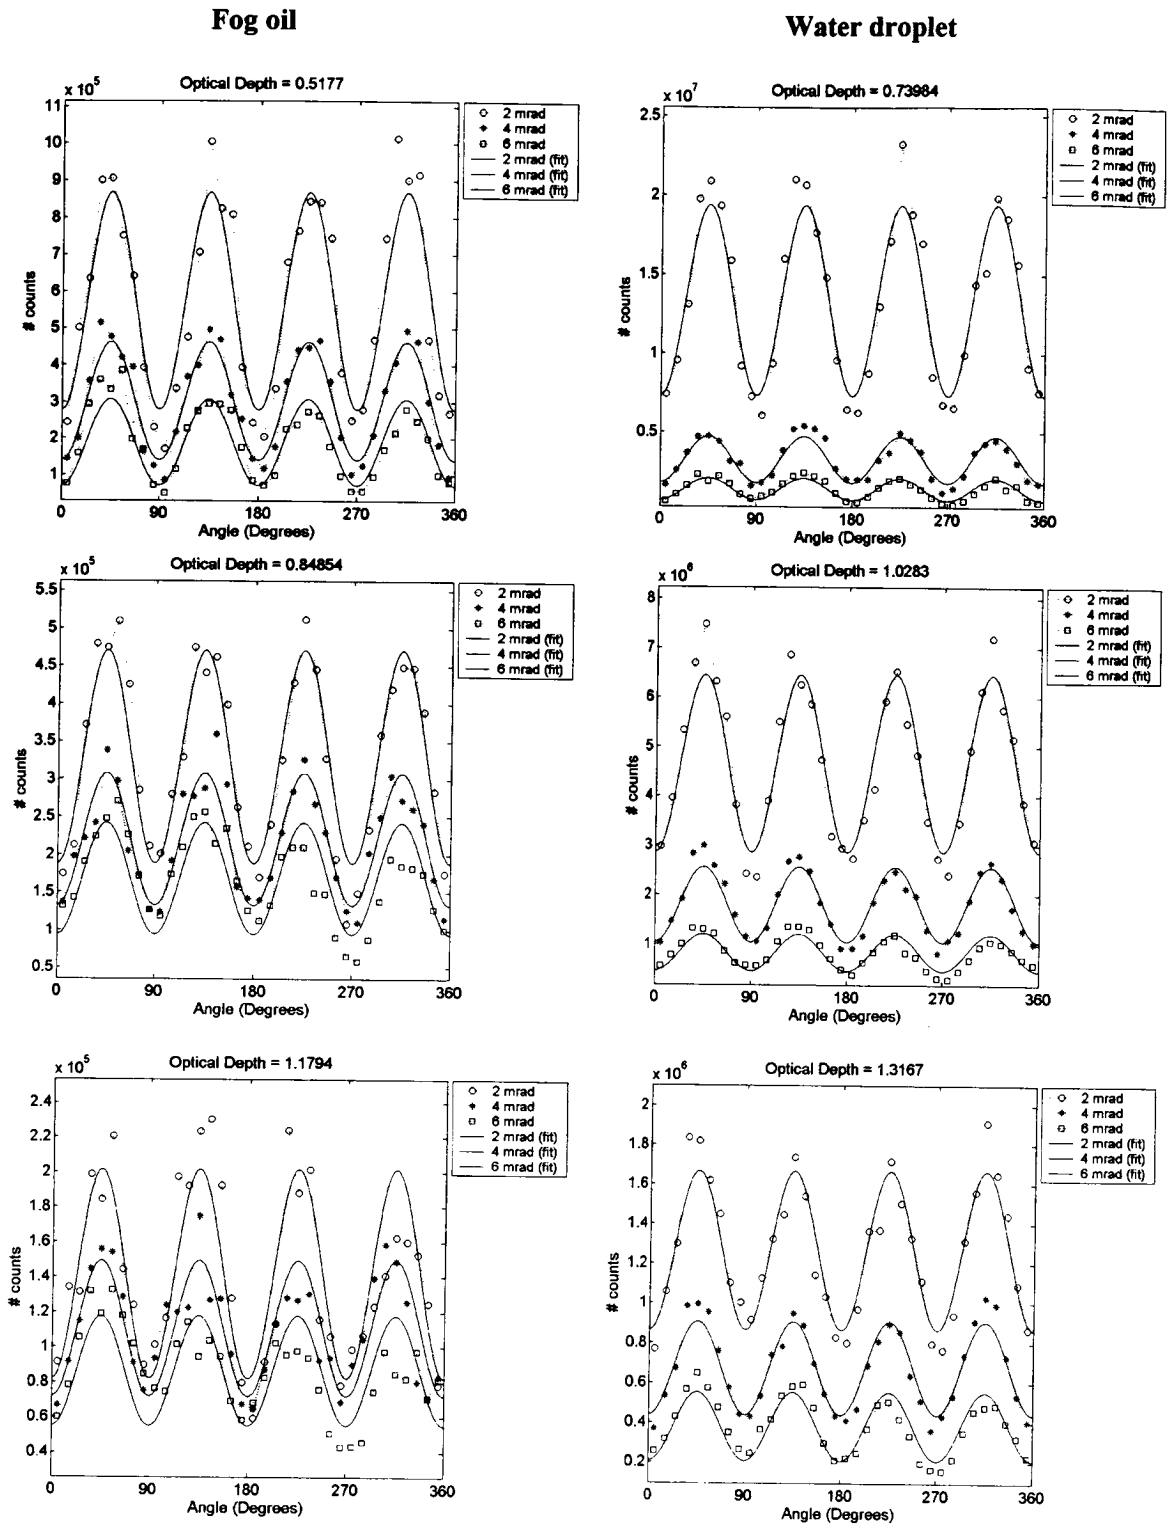 Fog oil
Water droplet
Optical Depth = 0.5177
x 10^5
# counts
11
10
9
8
7
6
5
4
3
2
1
0 90 180 270 360
Angle (Degrees)
2 mrad
4 mrad
6 mrad
2 mrad (fit)
4 mrad (fit)
6 mrad (fit)
Optical Depth = 0.73984
x 10^7
# counts
2.5
2
1.5
1
0.5
0 90 180 270 360
Angle (Degrees)
2 mrad
4 mrad
6 mrad
2 mrad (fit)
4 mrad (fit)
6 mrad (fit)
Optical Depth = 0.84854
x 10^5
# counts
5.5
5
4.5
4
3.5
3
2.5
2
1.5
1
0.5
0 90 180 270 360
Angle (Degrees)
2 mrad
4 mrad
6 mrad
2 mrad (fit)
4 mrad (fit)
6 mrad (fit)
Optical Depth = 1.0283
x 10^6
# counts
8
7
6
5
4
3
2
1
0 90 180 270 360
Angle (Degrees)
2 mrad
4 mrad
6 mrad
2 mrad (fit)
4 mrad (fit)
6 mrad (fit)
Optical Depth = 1.1794
x 10^5
# counts
2.4
2.2
2
1.8
1.6
1.4
1.2
1
0.8
0.6
0.4
0 90 180 270 360
Angle (Degrees)
2 mrad
4 mrad
6 mrad
2 mrad (fit)
4 mrad (fit)
6 mrad (fit)
Optical Depth = 1.3167
x 10^6
# counts
2
1.8
1.6
1.4
1.2
1
0.8
0.6
0.4
0.2
0 90 180 270 360
Angle (Degrees)
2 mrad
4 mrad
6 mrad
2 mrad (fit)
4 mrad (fit)
6 mrad (fit)